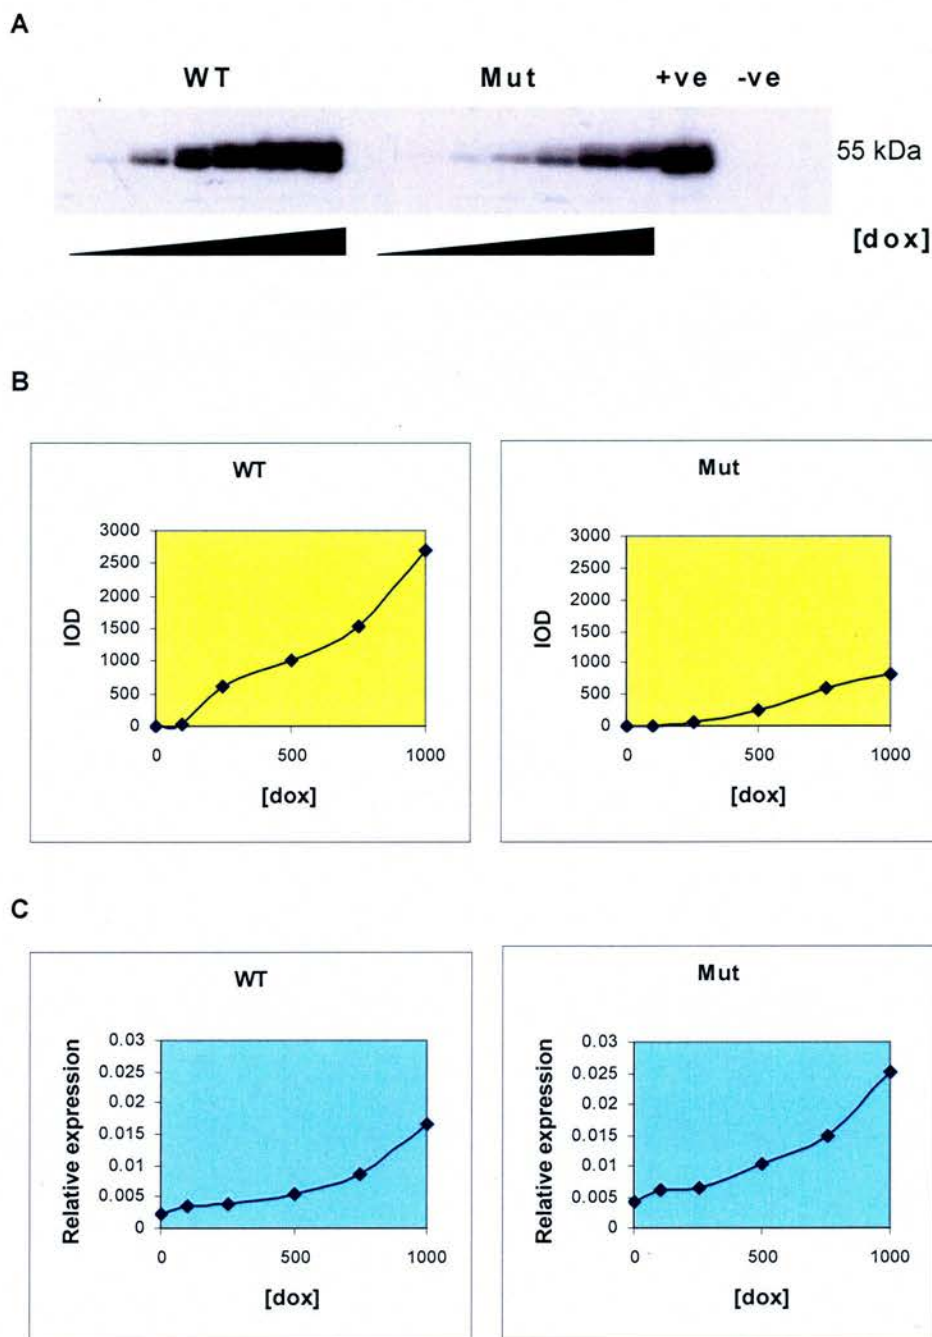 A
WT Mut +ve -ve
55 kDa
[dox]
B
WT
3000
2500
2000
1500
1000
500
0
IOD
0 500 1000
[dox]
Mut
3000
2500
2000
1500
1000
500
0
IOD
0 500 1000
[dox]
C
WT
0.03
0.025
0.02
0.015
0.01
0.005
0
Relative expression
0 500 1000
[dox]
Mut
0.03
0.025
0.02
0.015
0.01
0.005
0
Relative expression
0 500 1000
[dox]